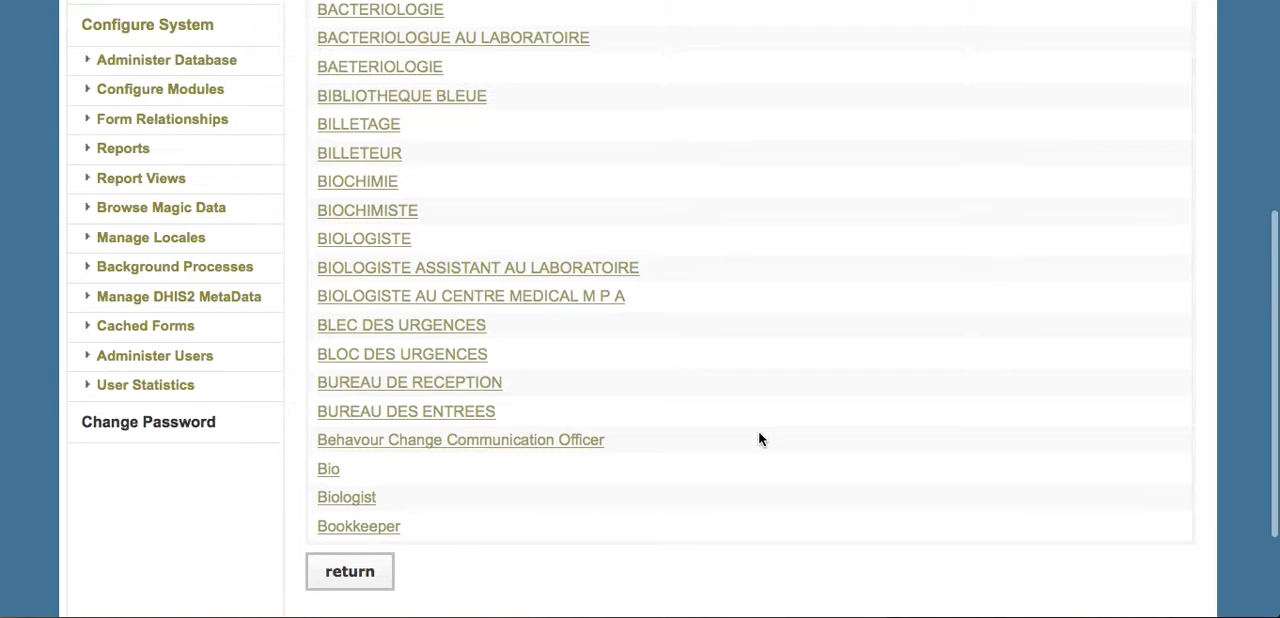 Configure System
Administer Database
Configure Modules
Form Relationships
Reports
Report Views
Browse Magic Data
Manage Locales
Background Processes
Manage DHIS2 MetaData
Cached Forms
Administer Users
User Statistics
Change Password
BACTERIOLOGIE
BACTERIOLOGUE AU LABORATOIRE
BAETERIOLOGIE
BIBLIOTHEQUE BLEUE
BILLETAGE
BILLETEUR
BIOCHIMIE
BIOCHIMISTE
BIOLOGISTE
BIOLOGISTE ASSISTANT AU LABORATOIRE
BIOLOGISTE AU CENTRE MEDICAL M P A
BLEC DES URGENCES
BLOC DES URGENCES
BUREAU DE RECEPTION
BUREAU DES ENTREES
Behavour Change Communication Officer
Bio
Biologist
Bookkeeper
return